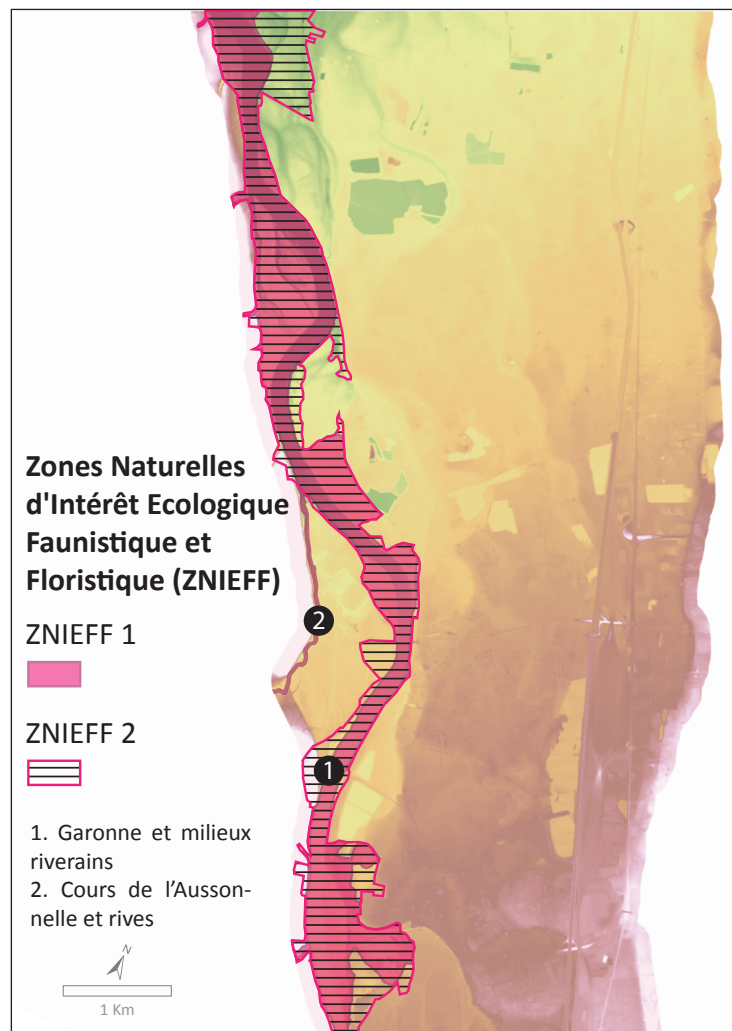 Zones Naturelles
d'Intérêt Ecologique
Faunistique et
Floristique (ZNIEFF)
ZNIEFF 1
2
ZNIEFF 2
1
1. Garonne et milieux
riverains
2. Cours de l'Ausson-
nelle et rives
N
1 Km